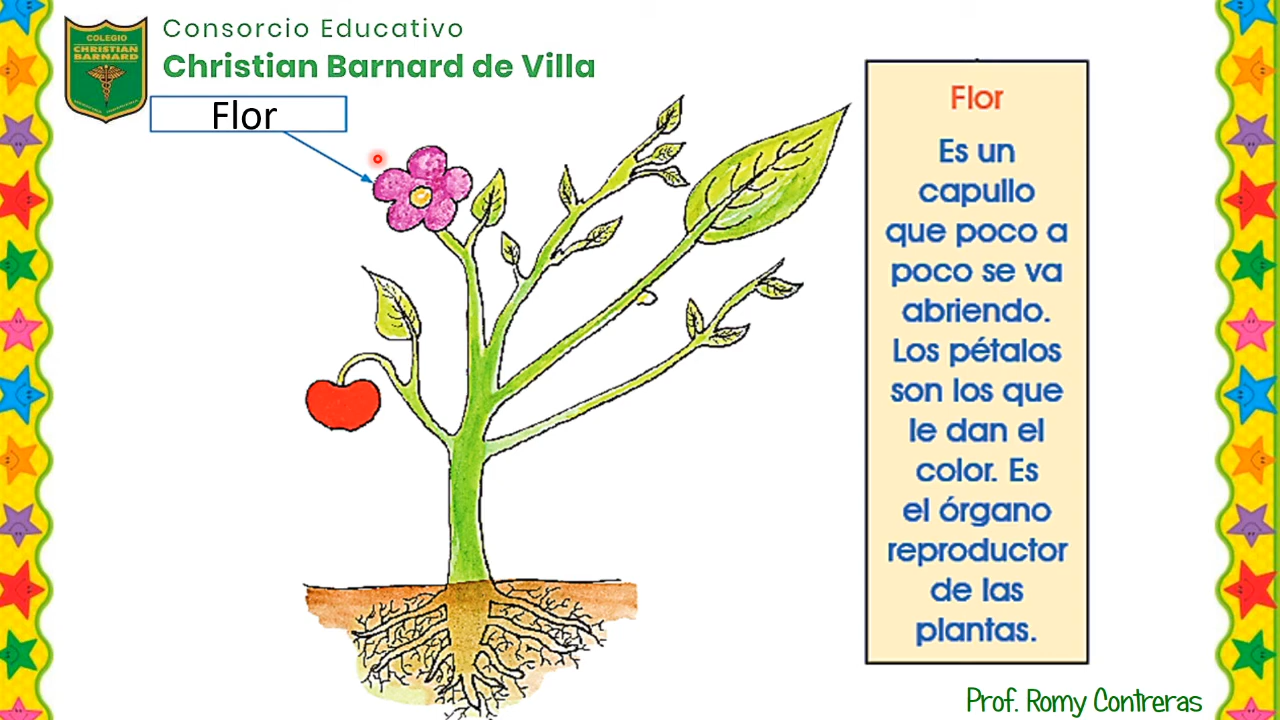 Consorcio Educativo
COLEGIO
CHRISTIAN
BARNARD
Christian Barnard de Villa
Flor
Flor
Es un
capullo
que poco a
poco se va
abriendo.
Los pétalos
son los que
le dan el
color. Es
el órgano
reproductor
de las
plantas.
Prof. Romy Contreras